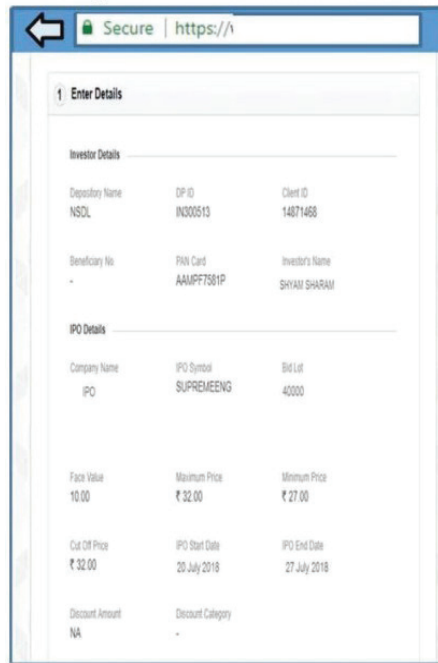 Secure | https://
1 Enter Details
Investor Details
Depository Name DP ID Client ID
NSDL IN300513 14871468
Beneficiary No PAN Card Investor's Name
- AAMPF7581P SHYAM SHARAM
IPO Details
Company Name IPO Symbol Bid Lot
IPO SUPREMEENG 40000
Face Value Maximum Price Minimum Price
10.00 ₹ 32.00 ₹ 27.00
Cut Off Price IPO Start Date IPO End Date
₹ 32.00 20 July 2018 27 July 2018
Discount Amount Discount Category
NA -